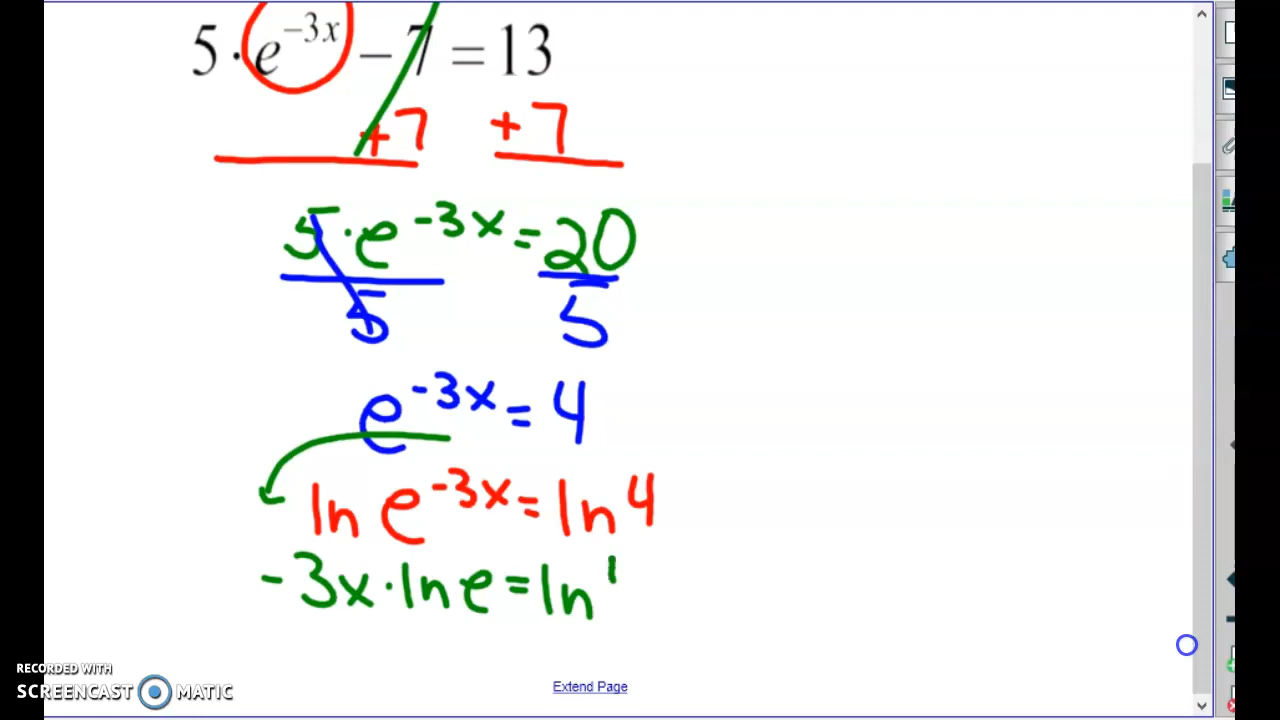 5 · e^{-3x} - 7 = 13
+7 +7
5 · e^{-3x} = 20
5 5
e^{-3x} = 4
ln e^{-3x} = ln 4
-3x · ln e = ln
RECORDED WITH
SCREENCAST MATIC
Extend Page